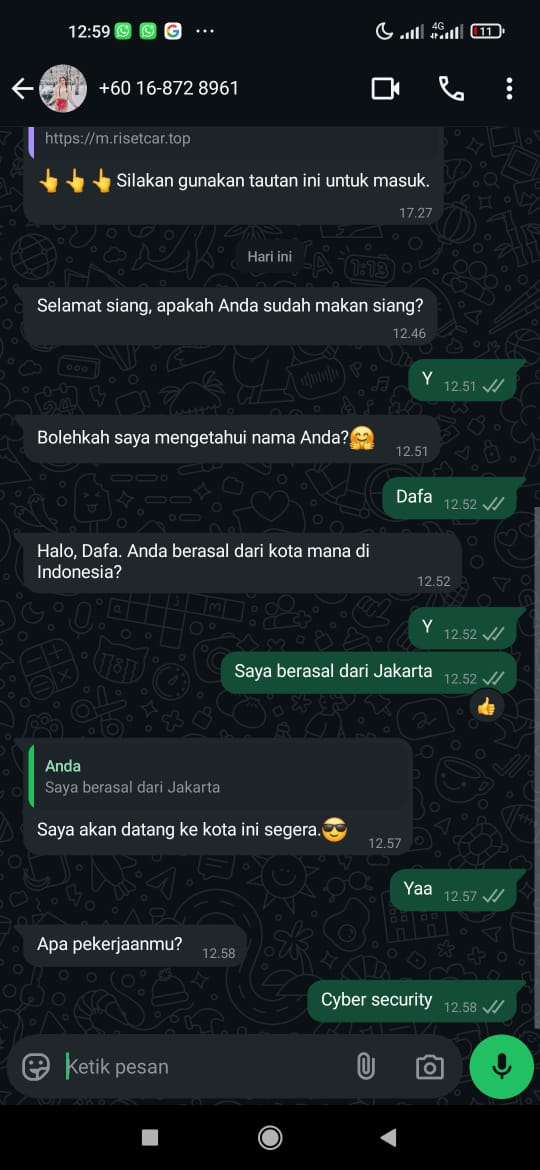 12:59
4G
11
+60 16-872 8961
https://m.risetcar.top
👆👆👆Silakan gunakan tautan ini untuk masuk.
17.27
Hari ini
Selamat siang, apakah Anda sudah makan siang?
12.46
Y 12.51
Bolehkah saya mengetahui nama Anda?🤗
12.51
Dafa 12.52
Halo, Dafa. Anda berasal dari kota mana di
Indonesia?
12.52
Y 12.52
Saya berasal dari Jakarta 12.52
👍
Anda
Saya berasal dari Jakarta
Saya akan datang ke kota ini segera.😎
12.57
Yaa 12.57
Apa pekerjaanmu? 12.58
Cyber security 12.58
Ketik pesan